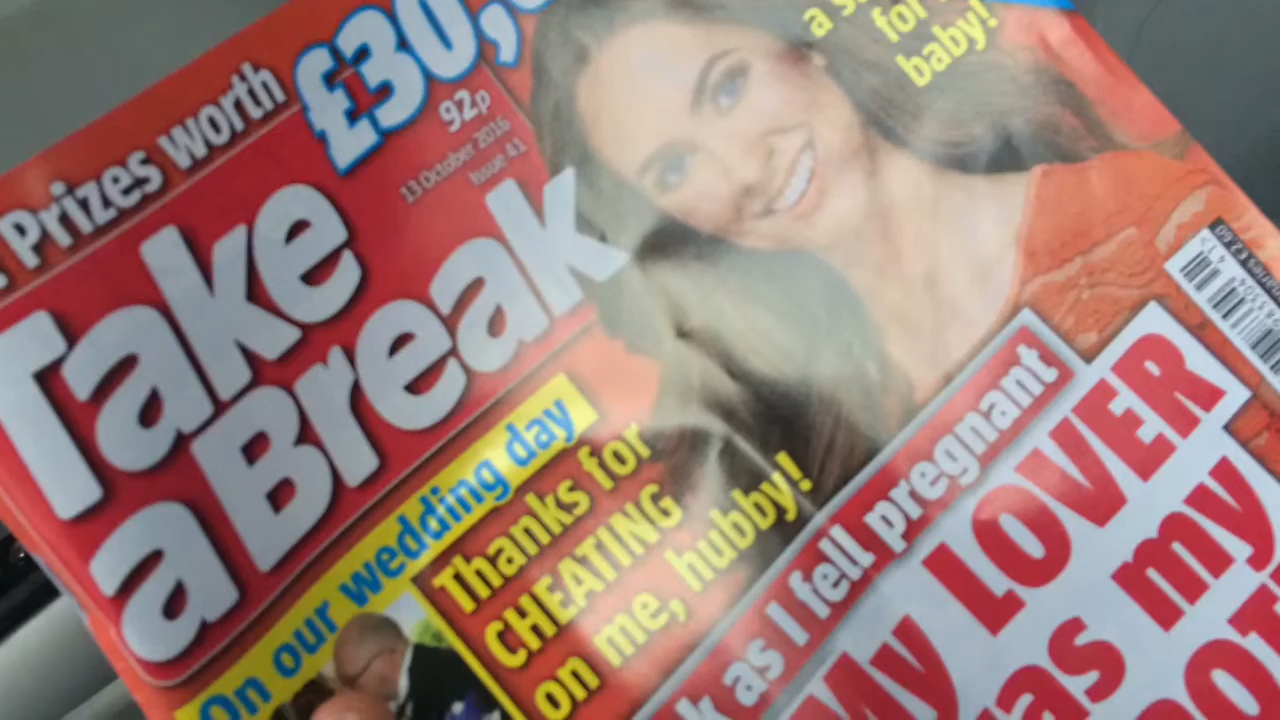 Prizes worth
£30,
92p
13 October 2016
Issue 41
Take
a Break
for
baby!
On our wedding day
Thanks for
CHEATING
on me, hubby!
as I fell pregnant
My LOVER
was my